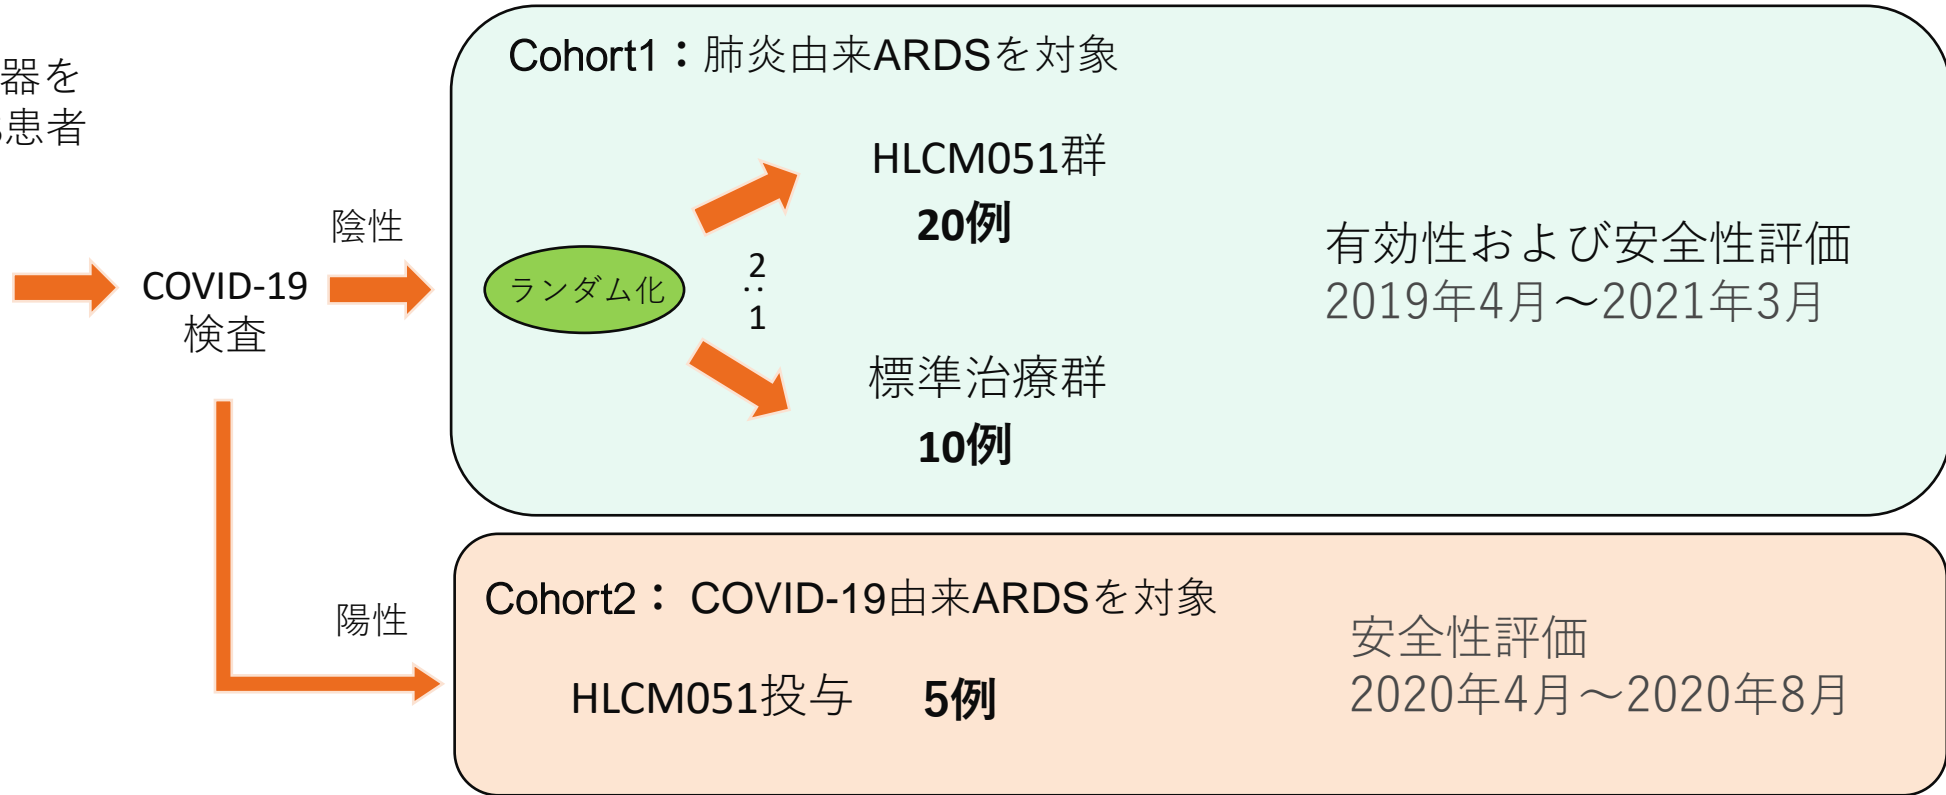 器を
患者
COVID-19
検査
陰性
陽性
Cohort1：肺炎由来ARDSを対象
ランダム化
2:1
HLCM051群
20例
標準治療群
10例
有効性および安全性評価
2019年4月～2021年3月
Cohort2： COVID-19由来ARDSを対象
HLCM051投与 5例
安全性評価
2020年4月～2020年8月